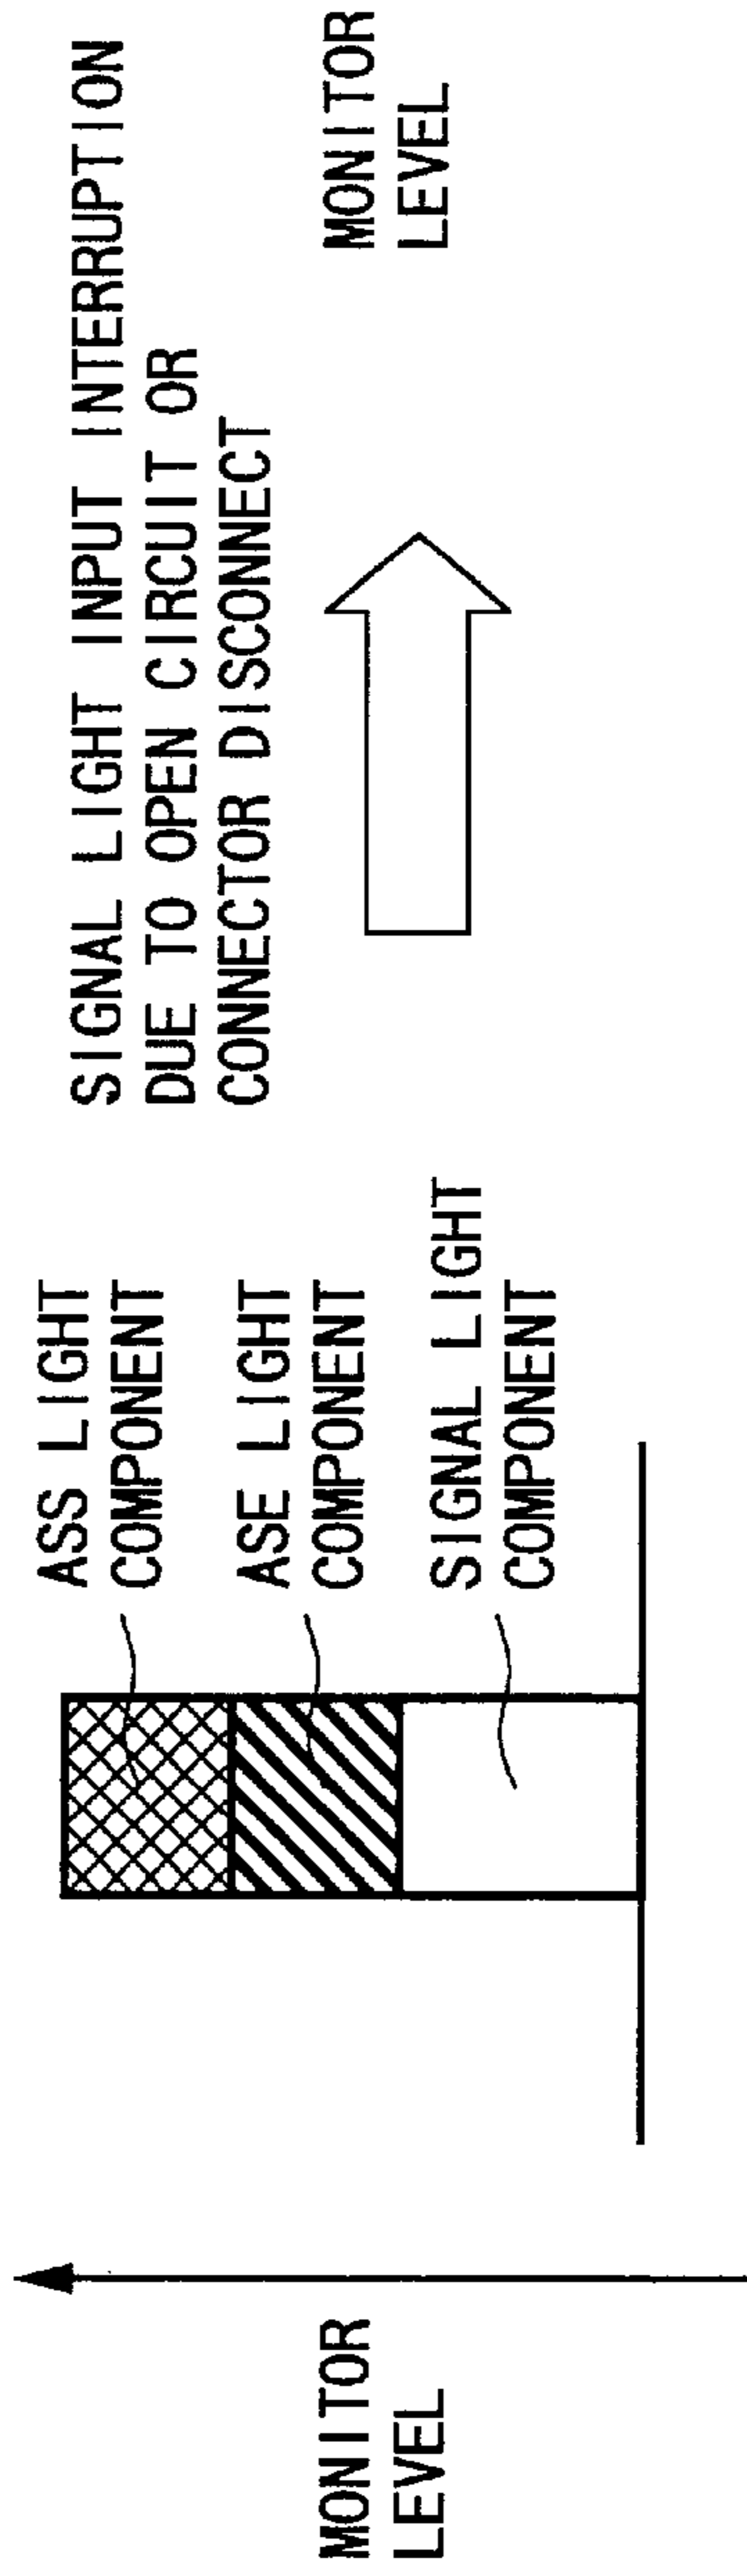 MONITOR
LEVEL
ASS LIGHT
COMPONENT
ASE LIGHT
COMPONENT
SIGNAL LIGHT
COMPONENT
SIGNAL LIGHT INPUT INTERRUPTION
DUE TO OPEN CIRCUIT OR
CONNECTOR DISCONNECT
MONITOR
LEVEL